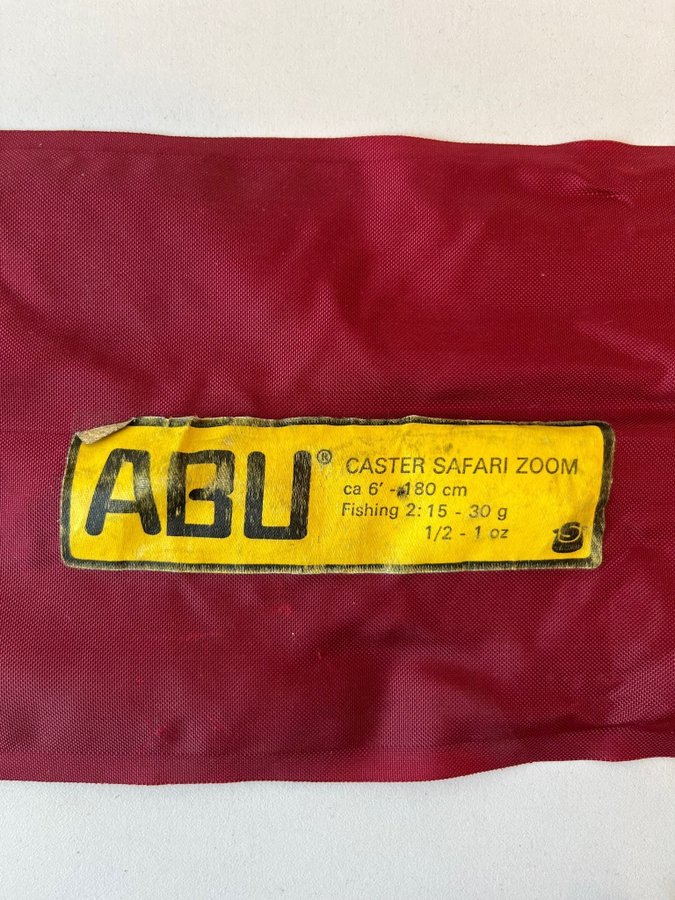 ABU®
CASTER SAFARI ZOOM
ca 6' - 180 cm
Fishing 2: 15 - 30 g
1/2 - 1 oz